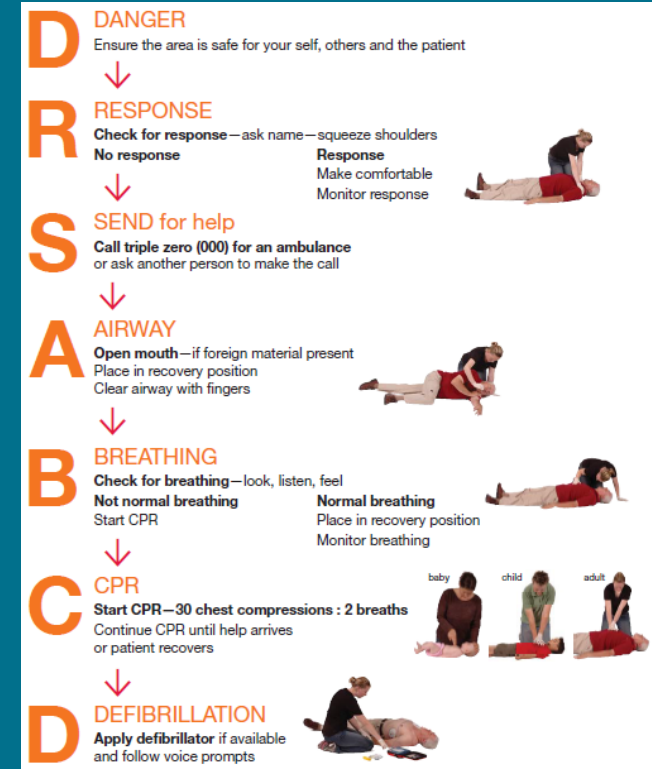 D
DANGER
Ensure the area is safe for your self, others and the patient
R
RESPONSE
Check for response—ask name—squeeze shoulders
No response
Response
Make comfortable
Monitor response
S
SEND for help
Call triple zero (000) for an ambulance
or ask another person to make the call
A
AIRWAY
Open mouth—if foreign material present
Place in recovery position
Clear airway with fingers
B
BREATHING
Check for breathing—look, listen, feel
Not normal breathing
Start CPR
Normal breathing
Place in recovery position
Monitor breathing
C
CPR
Start CPR—30 chest compressions : 2 breaths
Continue CPR until help arrives
or patient recovers
baby
child
adult
D
DEFIBRILLATION
Apply defibrillator if available
and follow voice prompts